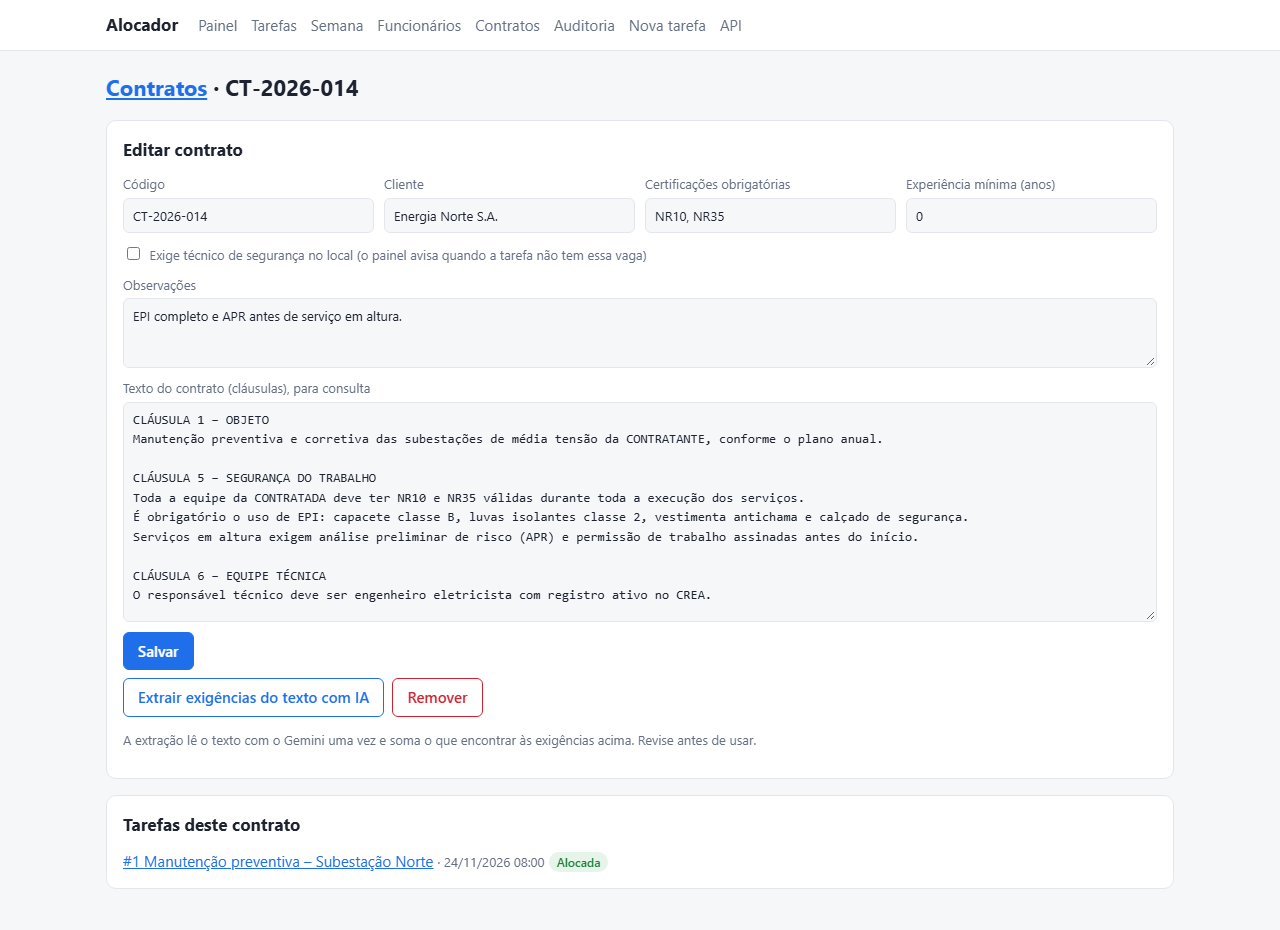 Alocador Painel Tarefas Semana Funcionários Contratos Auditoria Nova tarefa API
Contratos · CT-2026-014
Editar contrato
Código Cliente Certificações obrigatórias Experiência mínima (anos)
CT-2026-014 Energia Norte S.A. NR10, NR35 0
Exige técnico de segurança no local (o painel avisa quando a tarefa não tem essa vaga)
Observações
EPI completo e APR antes de serviço em altura.
Texto do contrato (cláusulas), para consulta
CLÁUSULA 1 – OBJETO
Manutenção preventiva e corretiva das subestações de média tensão da CONTRATANTE, conforme o plano anual.
CLÁUSULA 5 – SEGURANÇA DO TRABALHO
Toda a equipe da CONTRATADA deve ter NR10 e NR35 válidas durante toda a execução dos serviços.
É obrigatório o uso de EPI: capacete classe B, luvas isolantes classe 2, vestimenta antichama e calçado de segurança.
Serviços em altura exigem análise preliminar de risco (APR) e permissão de trabalho assinadas antes do início.
CLÁUSULA 6 – EQUIPE TÉCNICA
O responsável técnico deve ser engenheiro eletricista com registro ativo no CREA.
Salvar
Extrair exigências do texto com IA Remover
A extração lê o texto com o Gemini uma vez e soma o que encontrar às exigências acima. Revise antes de usar.
Tarefas deste contrato
#1 Manutenção preventiva – Subestação Norte · 24/11/2026 08:00 Alocada